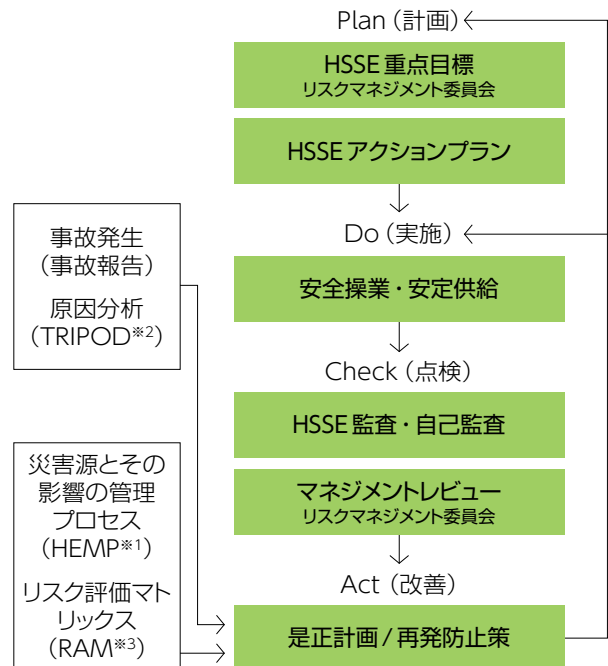 Plan（計画）
HSSE 重点目標
リスクマネジメント委員会
HSSE アクションプラン
Do（実施）
安全操業・安定供給
Check（点検）
HSSE 監査・自己監査
マネジメントレビュー
リスクマネジメント委員会
Act（改善）
是正計画 / 再発防止策
事故発生
（事故報告）
原因分析
（TRIPOD※2）
災害源とその
影響の管理
プロセス
（HEMP※1）
リスク評価マト
リックス
（RAM※3）